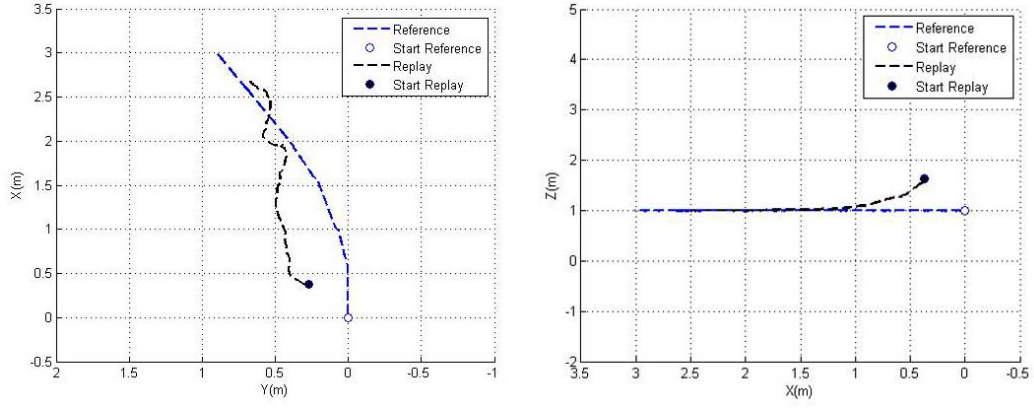 3.5
3
2.5
2
1.5
1
0.5
0
-0.5
X(m)
2 1.5 1 0.5 0 -0.5 -1
Y(m)
Reference
Start Reference
Replay
Start Replay
5
4
3
2
1
0
-1
-2
Z(m)
3.5 3 2.5 2 1.5 1 0.5 0 -0.5
X(m)
Reference
Start Reference
Replay
Start Replay